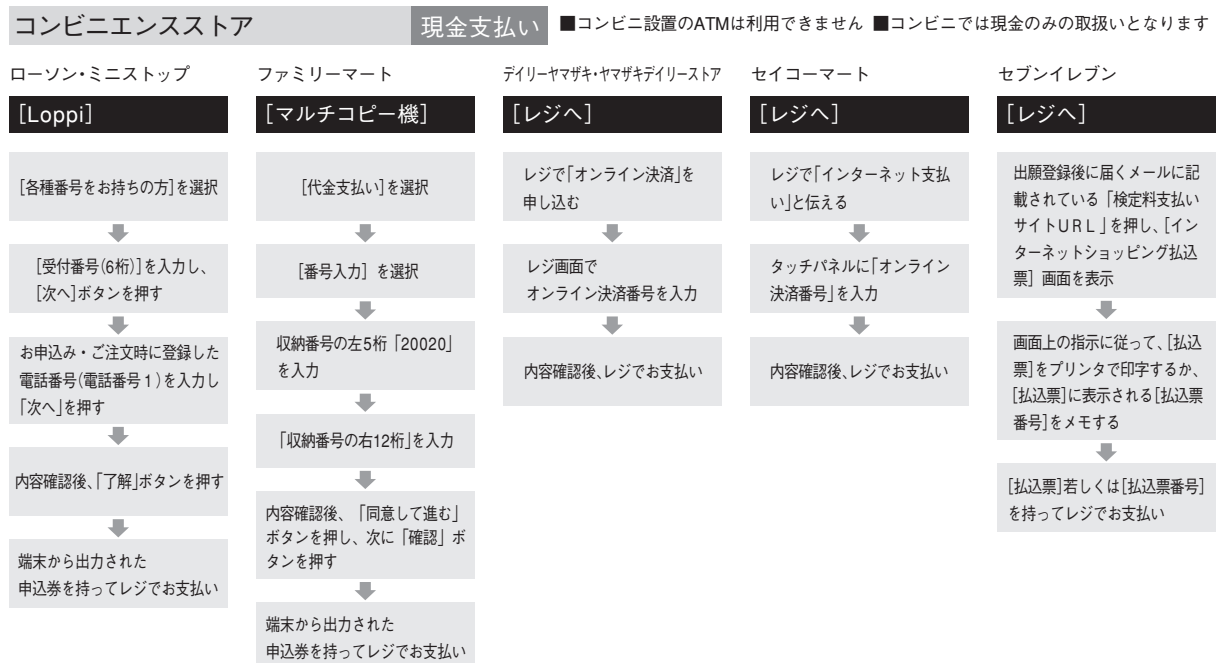 コンビニエンスストア
現金支払い
■コンビニ設置のATMは利用できません ■コンビニでは現金のみの取扱いとなります
ローソン・ミニストップ
[Loppi]
[各種番号をお持ちの方]を選択
[受付番号(6桁)]を入力し、
[次へ]ボタンを押す
お申込み・ご注文時に登録した
電話番号(電話番号1)を入力し
「次へ」を押す
内容確認後、「了解」ボタンを押す
端末から出力された
申込券を持ってレジでお支払い
ファミリーマート
[マルチコピー機]
[代金支払い]を選択
[番号入力] を選択
収納番号の左5桁「20020」
を入力
「収納番号の右12桁」を入力
内容確認後、「同意して進む」
ボタンを押し、次に「確認」ボ
タンを押す
端末から出力された
申込券を持ってレジでお支払い
デイリーヤマザキ・ヤマザキデイリーストア
[レジへ]
レジで「オンライン決済」を
申し込む
レジ画面で
オンライン決済番号を入力
内容確認後、レジでお支払い
セイコーマート
[レジへ]
レジで「インターネット支払
い」と伝える
タッチパネルに「オンライン
決済番号」を入力
内容確認後、レジでお支払い
セブンイレブン
[レジへ]
出願登録後に届くメールに記
載されている「検定料支払い
サイトURL」を押し、[イン
ターネットショッピング払込
票] 画面を表示
画面上の指示に従って、[払込
票]をプリンタで印字するか、
[払込票]に表示される[払込票
番号]をメモする
[払込票]若しくは[払込票番号]
を持ってレジでお支払い